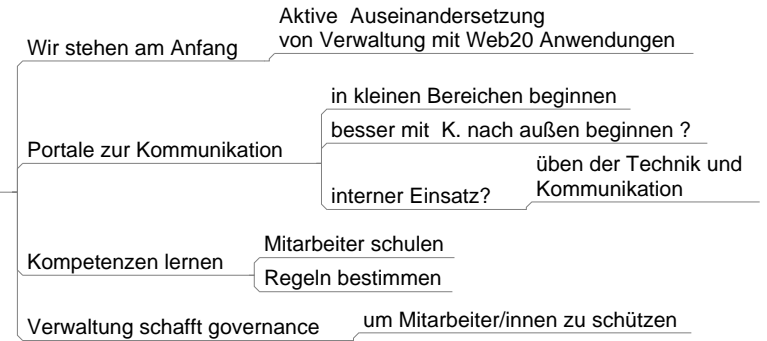 Wir stehen am Anfang
Aktive Auseinandersetzung
von Verwaltung mit Web20 Anwendungen
Portale zur Kommunikation
in kleinen Bereichen beginnen
besser mit K. nach außen beginnen ?
interner Einsatz?
üben der Technik und
Kommunikation
Kompetenzen lernen
Mitarbeiter schulen
Regeln bestimmen
Verwaltung schafft governance
um Mitarbeiter/innen zu schützen